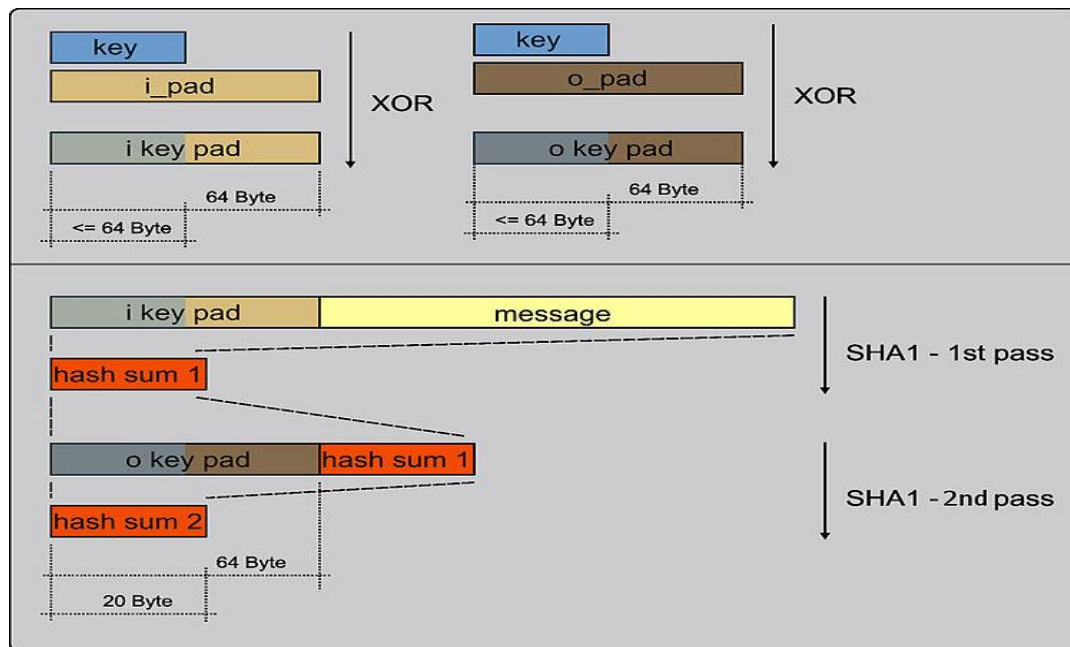 key
i_pad
XOR
i key pad
64 Byte
<= 64 Byte
key
o_pad
XOR
o key pad
64 Byte
<= 64 Byte
i key pad message
SHA1 - 1st pass
hash sum 1
o key pad hash sum 1
SHA1 - 2nd pass
hash sum 2
64 Byte
20 Byte